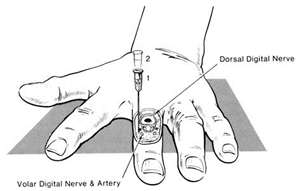 2
1
Dorsal Digital Nerve
Volar Digital Nerve & Artery